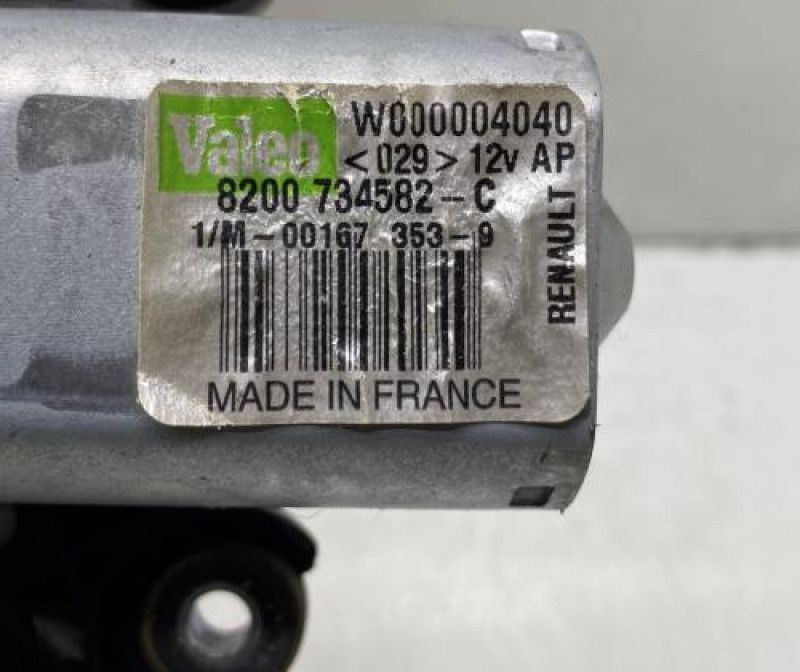 Valeo W000004040
<029> 12v AP
8200 734582-C
1/M-00167 353-9
RENAULT
MADE IN FRANCE